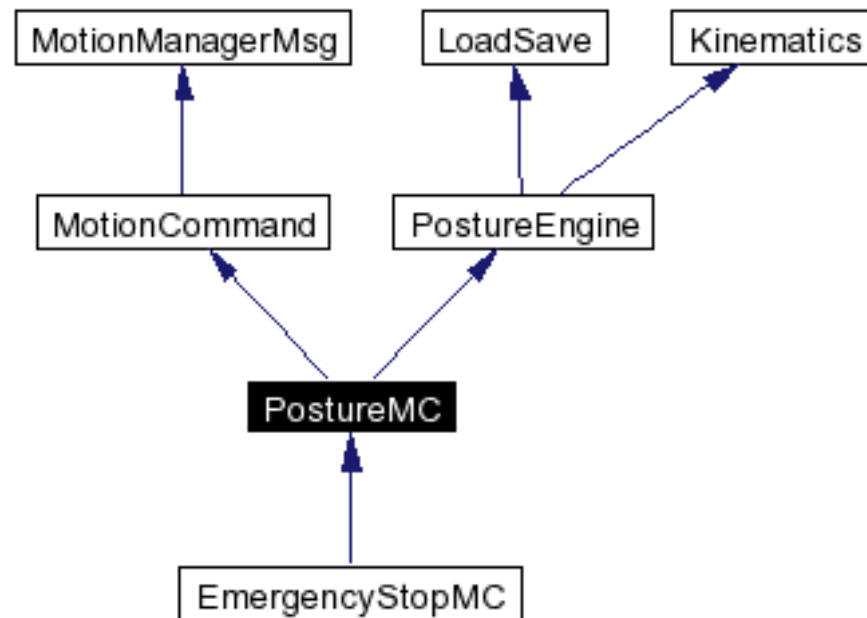 MotionManagerMsg
LoadSave
Kinematics
MotionCommand
PostureEngine
PostureMC
EmergencyStopMC